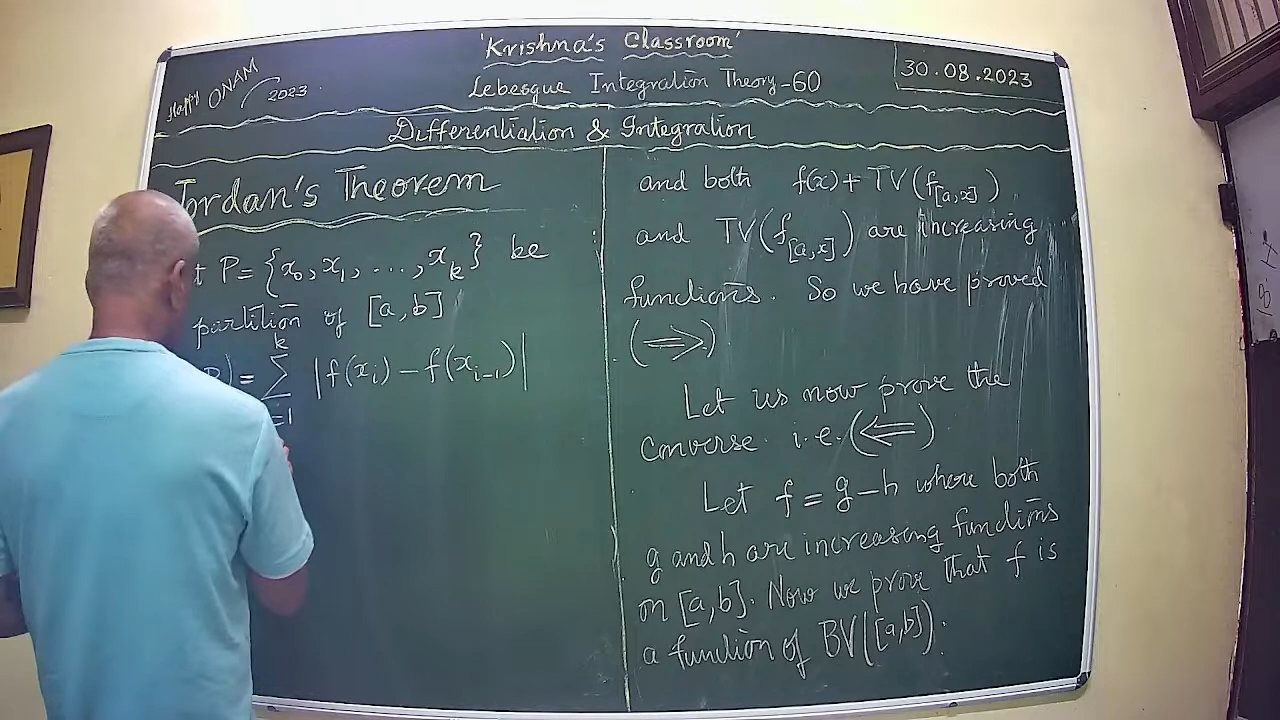 'Krishna's Classroom'
Happy ONAM 2023
Lebesgue Integration Theory-60
30.08.2023
Differentiation & Integration
Jordan's Theorem
P = {x₀, x₁, ..., x_k} be
partition of [a,b]
P) = ∑_{i=1}^{k} |f(x_i) − f(x_{i−1})|
and both f(x) + TV(f_{[a,x]})
and TV(f_{[a,x]}) are increasing
functions. So we have proved
(⟹)
Let us now prove the
converse. i.e. (⟸)
Let f = g − h where both
g and h are increasing functions
on [a,b]. Now we prove that f is
a function of BV([a,b]).